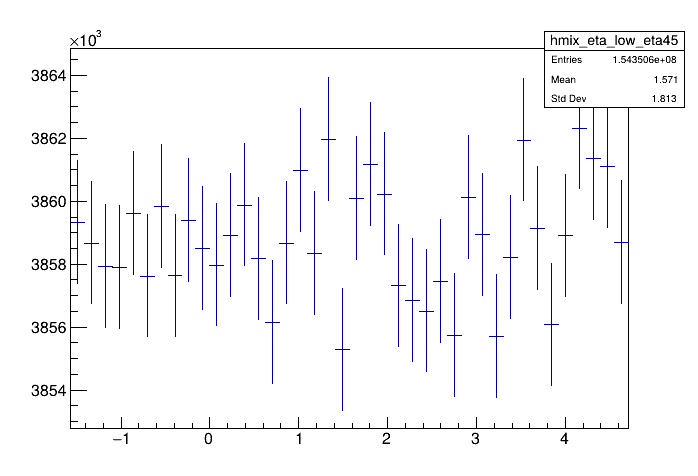 ×10³
hmix_eta_low_eta45
Entries 1.543506e+08
Mean 1.571
Std Dev 1.813
3864
3862
3860
3858
3856
3854
−1 0 1 2 3 4